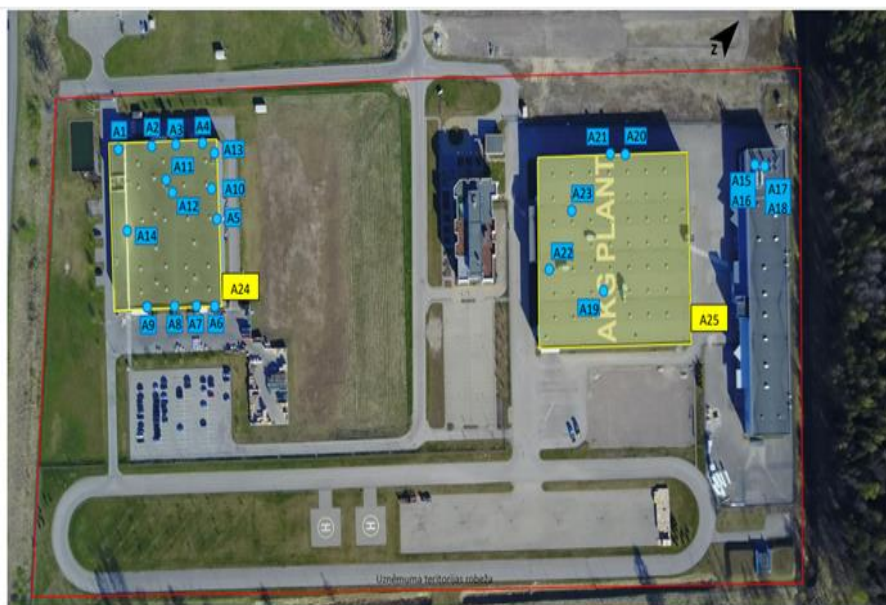 Z
A1
A2
A3
A4
A13
A11
A10
A12
A5
A14
A24
A9
A8
A7
A6
A21
A20
A23
A22
A19
AKG PLANT
A25
A15
A17
A16
A18
H
H
Uzņēmuma teritorijas robeža